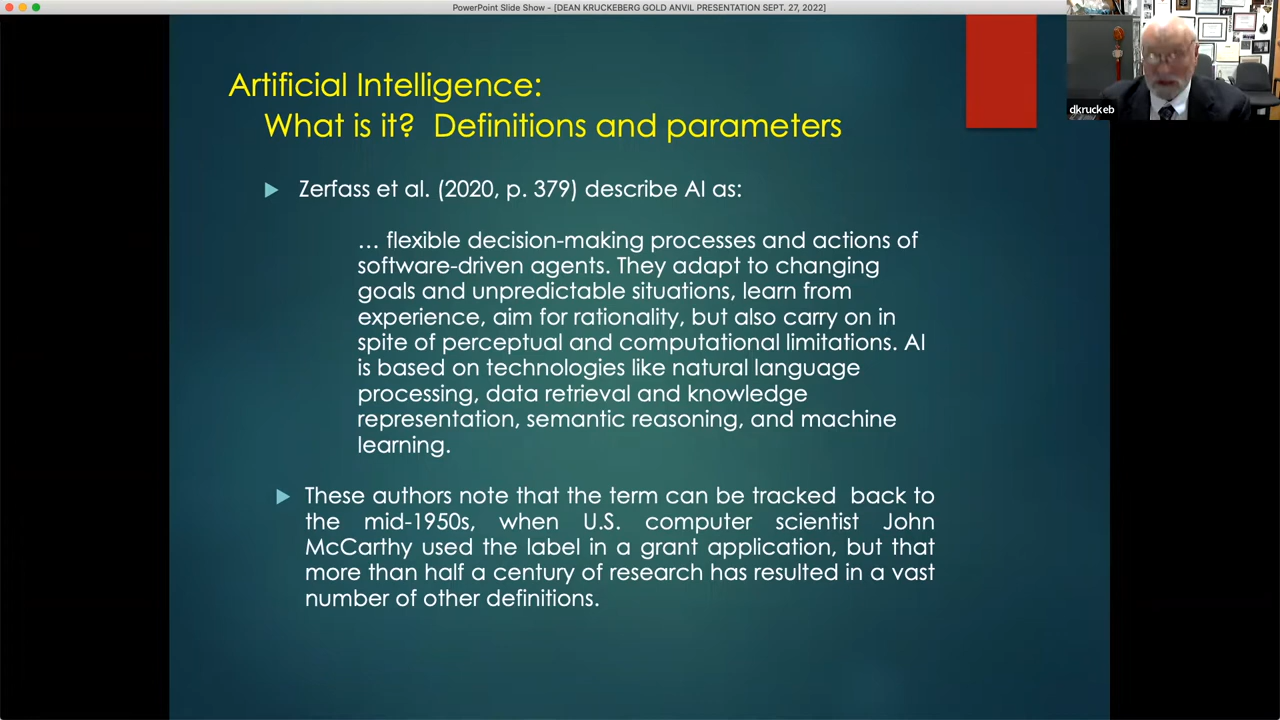 PowerPoint Slide Show - [DEAN KRUCKEBERG GOLD ANVIL PRESENTATION SEPT. 27, 2022]
Artificial Intelligence:
What is it? Definitions and parameters
dkruckeb
Zerfass et al. (2020, p. 379) describe AI as:
… flexible decision-making processes and actions of
software-driven agents. They adapt to changing
goals and unpredictable situations, learn from
experience, aim for rationality, but also carry on in
spite of perceptual and computational limitations. AI
is based on technologies like natural language
processing, data retrieval and knowledge
representation, semantic reasoning, and machine
learning.
These authors note that the term can be tracked back to
the mid-1950s, when U.S. computer scientist John
McCarthy used the label in a grant application, but that
more than half a century of research has resulted in a vast
number of other definitions.